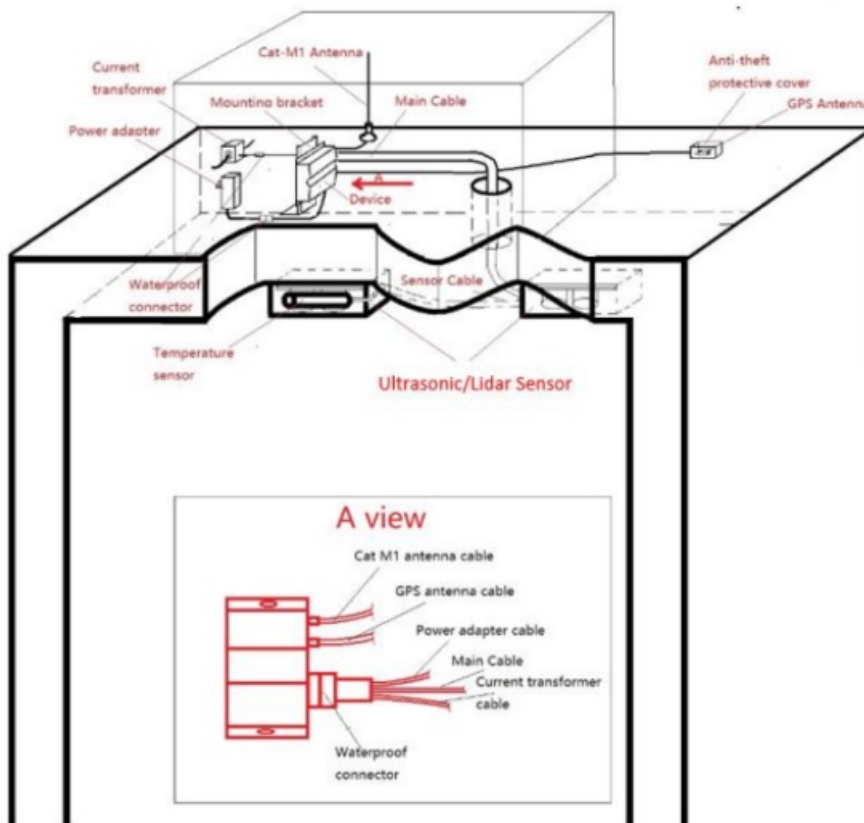 Cat-M1 Antenna
Current
transformer
Mounting bracket
Main Cable
Anti-theft
protective cover
GPS Antenna
Power adapter
A
Device
Waterproof
connector
Sensor Cable
Temperature
sensor
Ultrasonic/Lidar Sensor
A view
Cat M1 antenna cable
GPS antenna cable
Power adapter cable
Main Cable
Current transformer
cable
Waterproof
connector